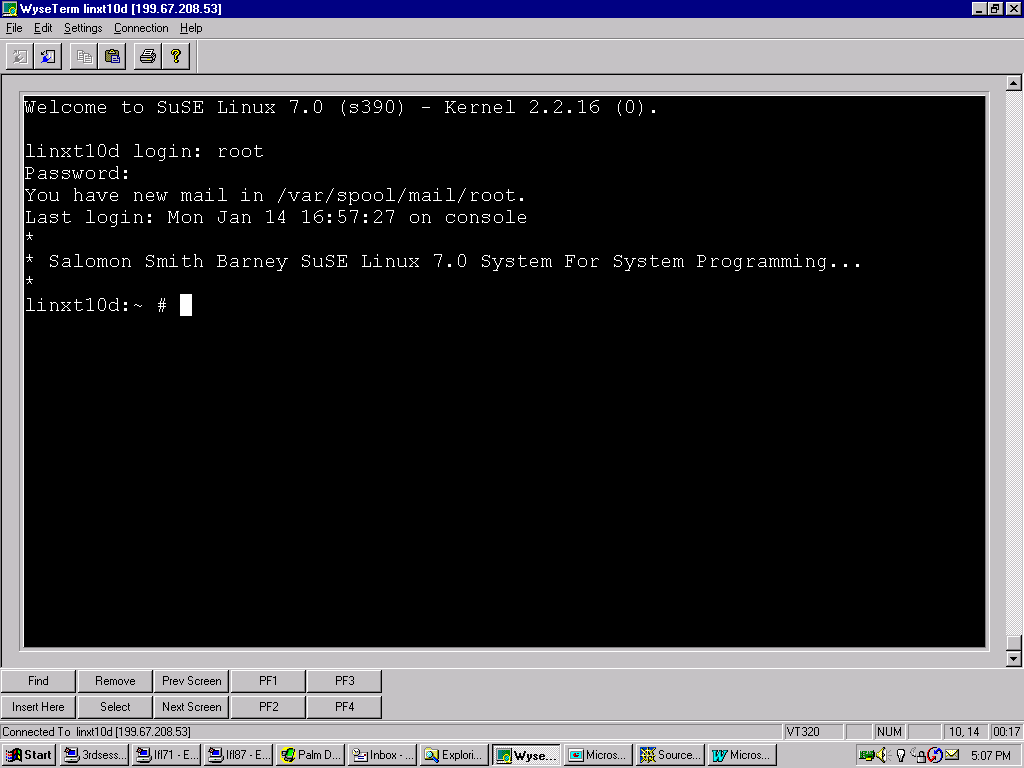 WyseTerm linxt10d [199.67.208.53]
File Edit Settings Connection Help
Welcome to SuSE Linux 7.0 (s390) - Kernel 2.2.16 (0).
linxt10d login: root
Password:
You have new mail in /var/spool/mail/root.
Last login: Mon Jan 14 16:57:27 on console
*
* Salomon Smith Barney SuSE Linux 7.0 System For System Programming...
*
linxt10d:~ #
Find Remove Prev Screen PF1 PF3
Insert Here Select Next Screen PF2 PF4
Connected To linxt10d [199.67.208.53] VT320 NUM 10, 14 00:17
Start 3rdsess... lfl71 - E... lfl87 - E... Palm D... Inbox - ... Explori... Wyse... Micros... Source... Micros... 5:07 PM